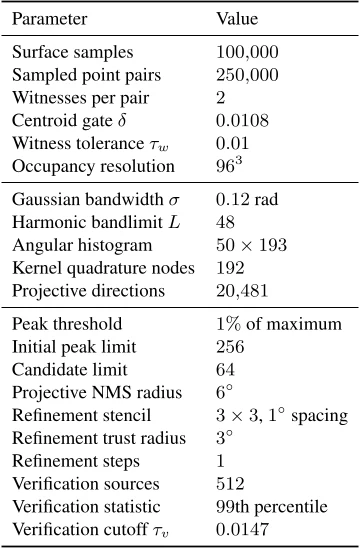 Parameter Value
Surface samples 100,000
Sampled point pairs 250,000
Witnesses per pair 2
Centroid gate δ 0.0108
Witness tolerance τ_w 0.01
Occupancy resolution 96³
Gaussian bandwidth σ 0.12 rad
Harmonic bandlimit L 48
Angular histogram 50 × 193
Kernel quadrature nodes 192
Projective directions 20,481
Peak threshold 1% of maximum
Initial peak limit 256
Candidate limit 64
Projective NMS radius 6°
Refinement stencil 3 × 3, 1° spacing
Refinement trust radius 3°
Refinement steps 1
Verification sources 512
Verification statistic 99th percentile
Verification cutoff τ_v 0.0147